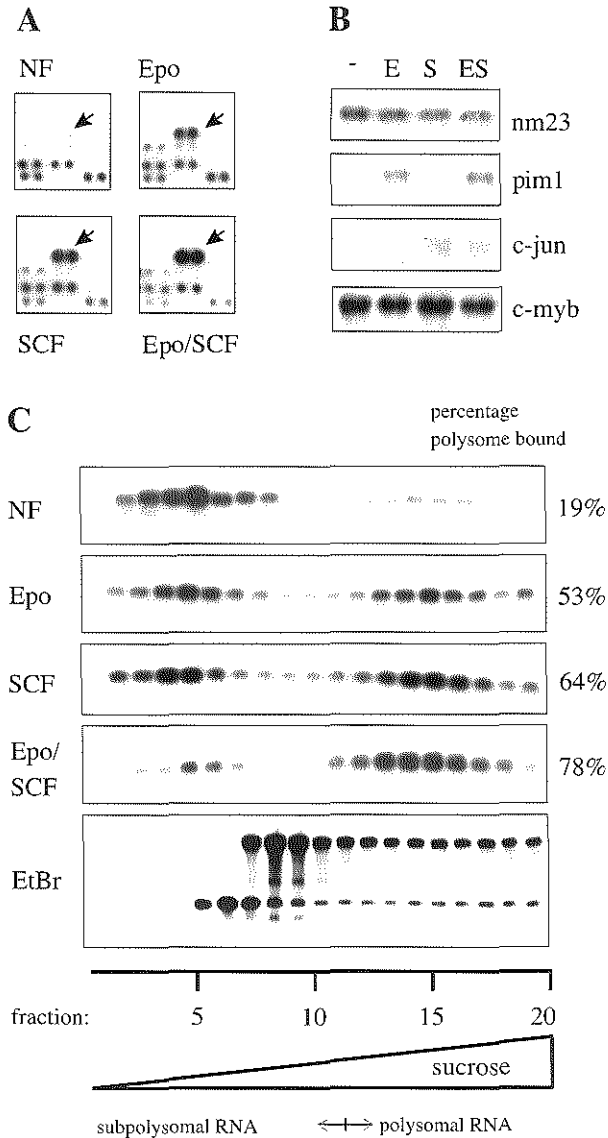 A
NF Epo
SCF Epo/SCF
B
- E S ES
nm23
pim1
c-jun
c-myb
C
percentage
polysome bound
NF 19%
Epo 53%
SCF 64%
Epo/
SCF 78%
EtBr
fraction: 5 10 15 20
sucrose
subpolysomal RNA polysomal RNA